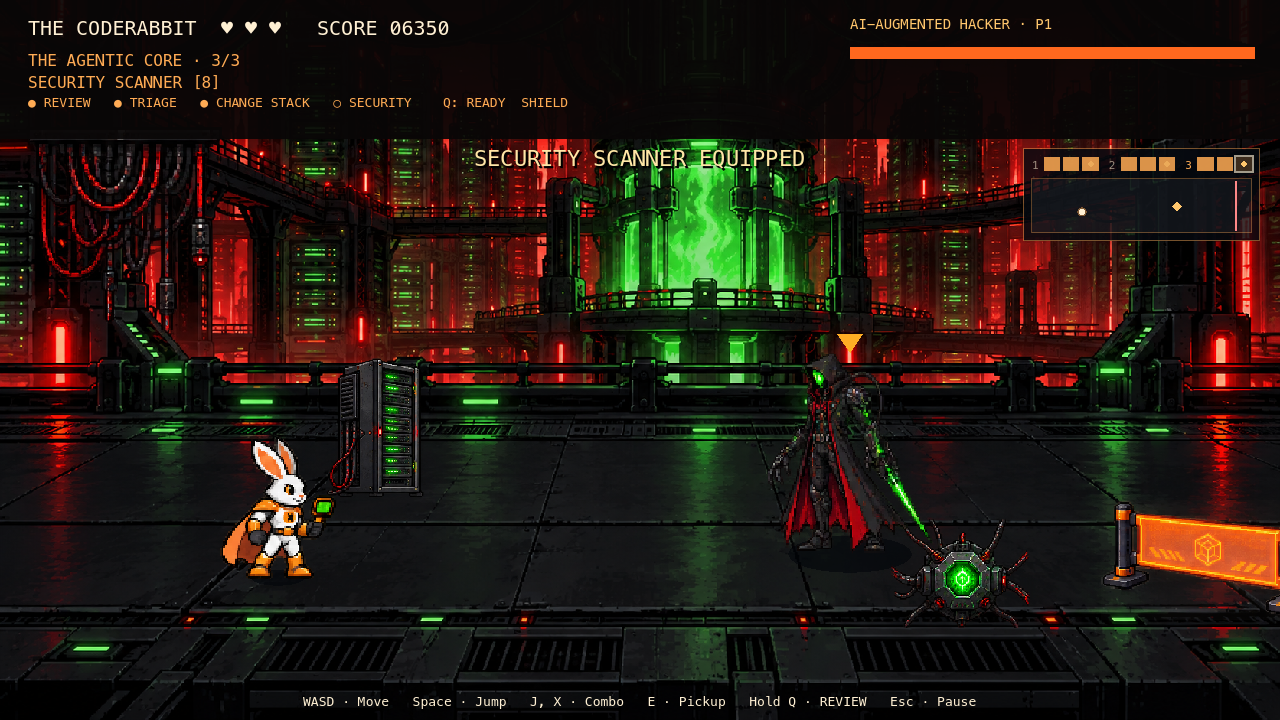 THE CODERABBIT ♥ ♥ ♥ SCORE 06350
AI-AUGMENTED HACKER · P1
THE AGENTIC CORE · 3/3
SECURITY SCANNER [8]
● REVIEW ● TRIAGE ● CHANGE STACK ○ SECURITY Q: READY SHIELD
SECURITY SCANNER EQUIPPED
1 2 3
WASD · Move Space · Jump J, X · Combo E · Pickup Hold Q · REVIEW Esc · Pause